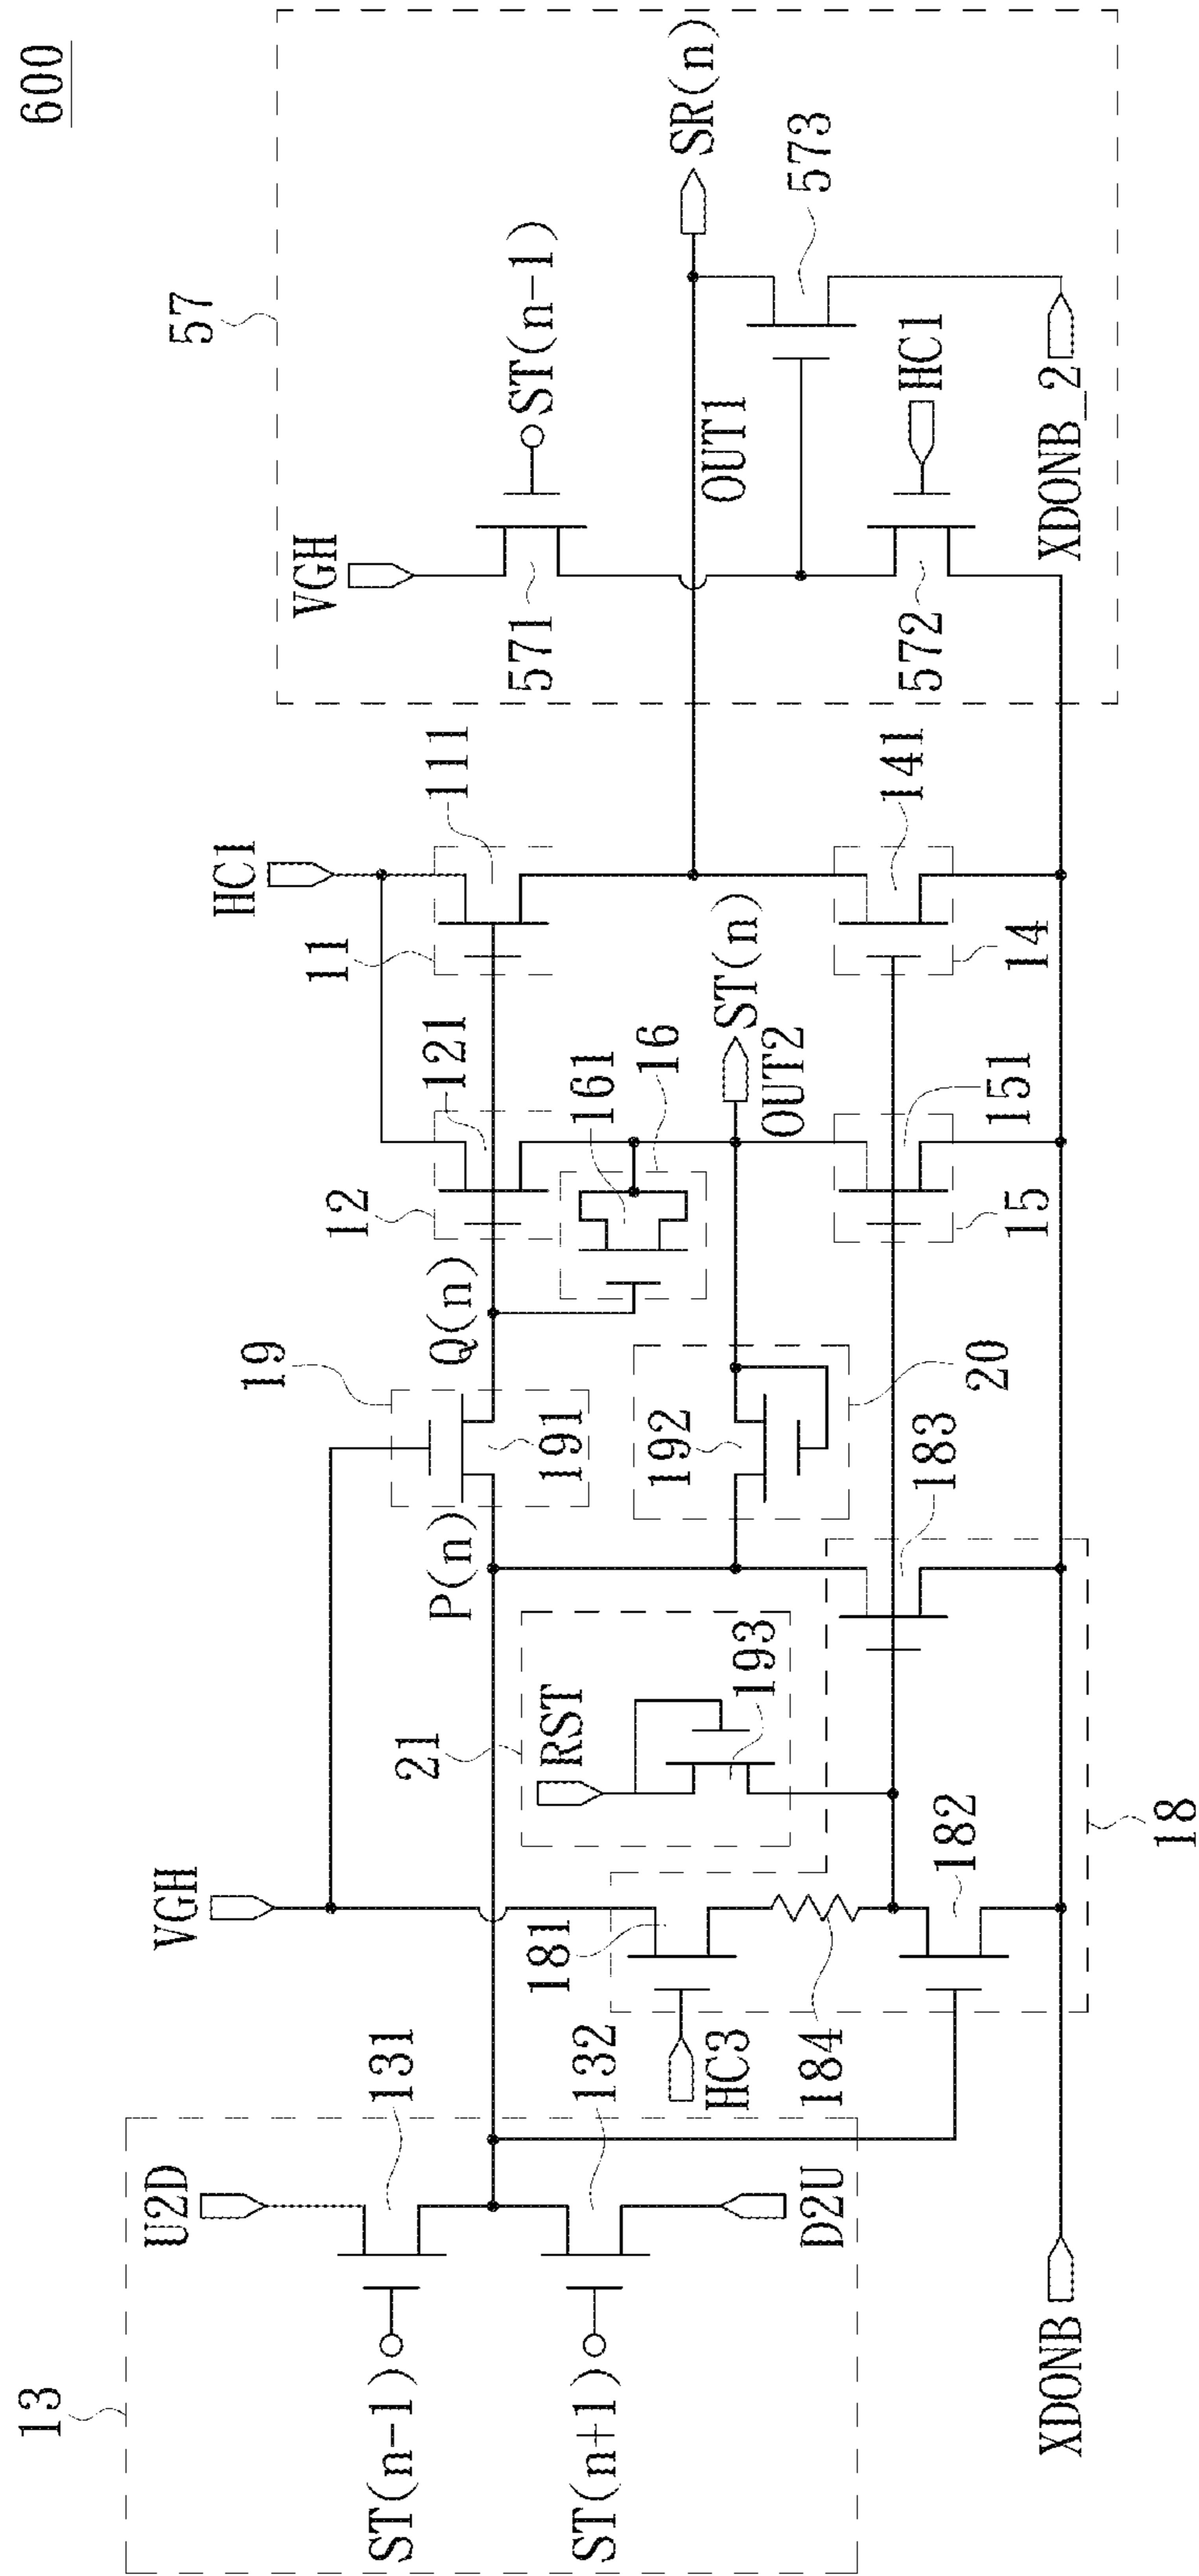 600
57
VGH
ST(n-1)
SR(n)
571
OUT1
573
572
HC1
XDONB_2
HC1
11
111
12
121
Q(n)
161
16
ST(n)
OUT2
141
14
151
15
19
191
P(n)
192
20
183
21
RST
193
VGH
181
HC3
184
182
18
13
U2D
131
ST(n-1)
132
ST(n+1)
D2U
XDONB